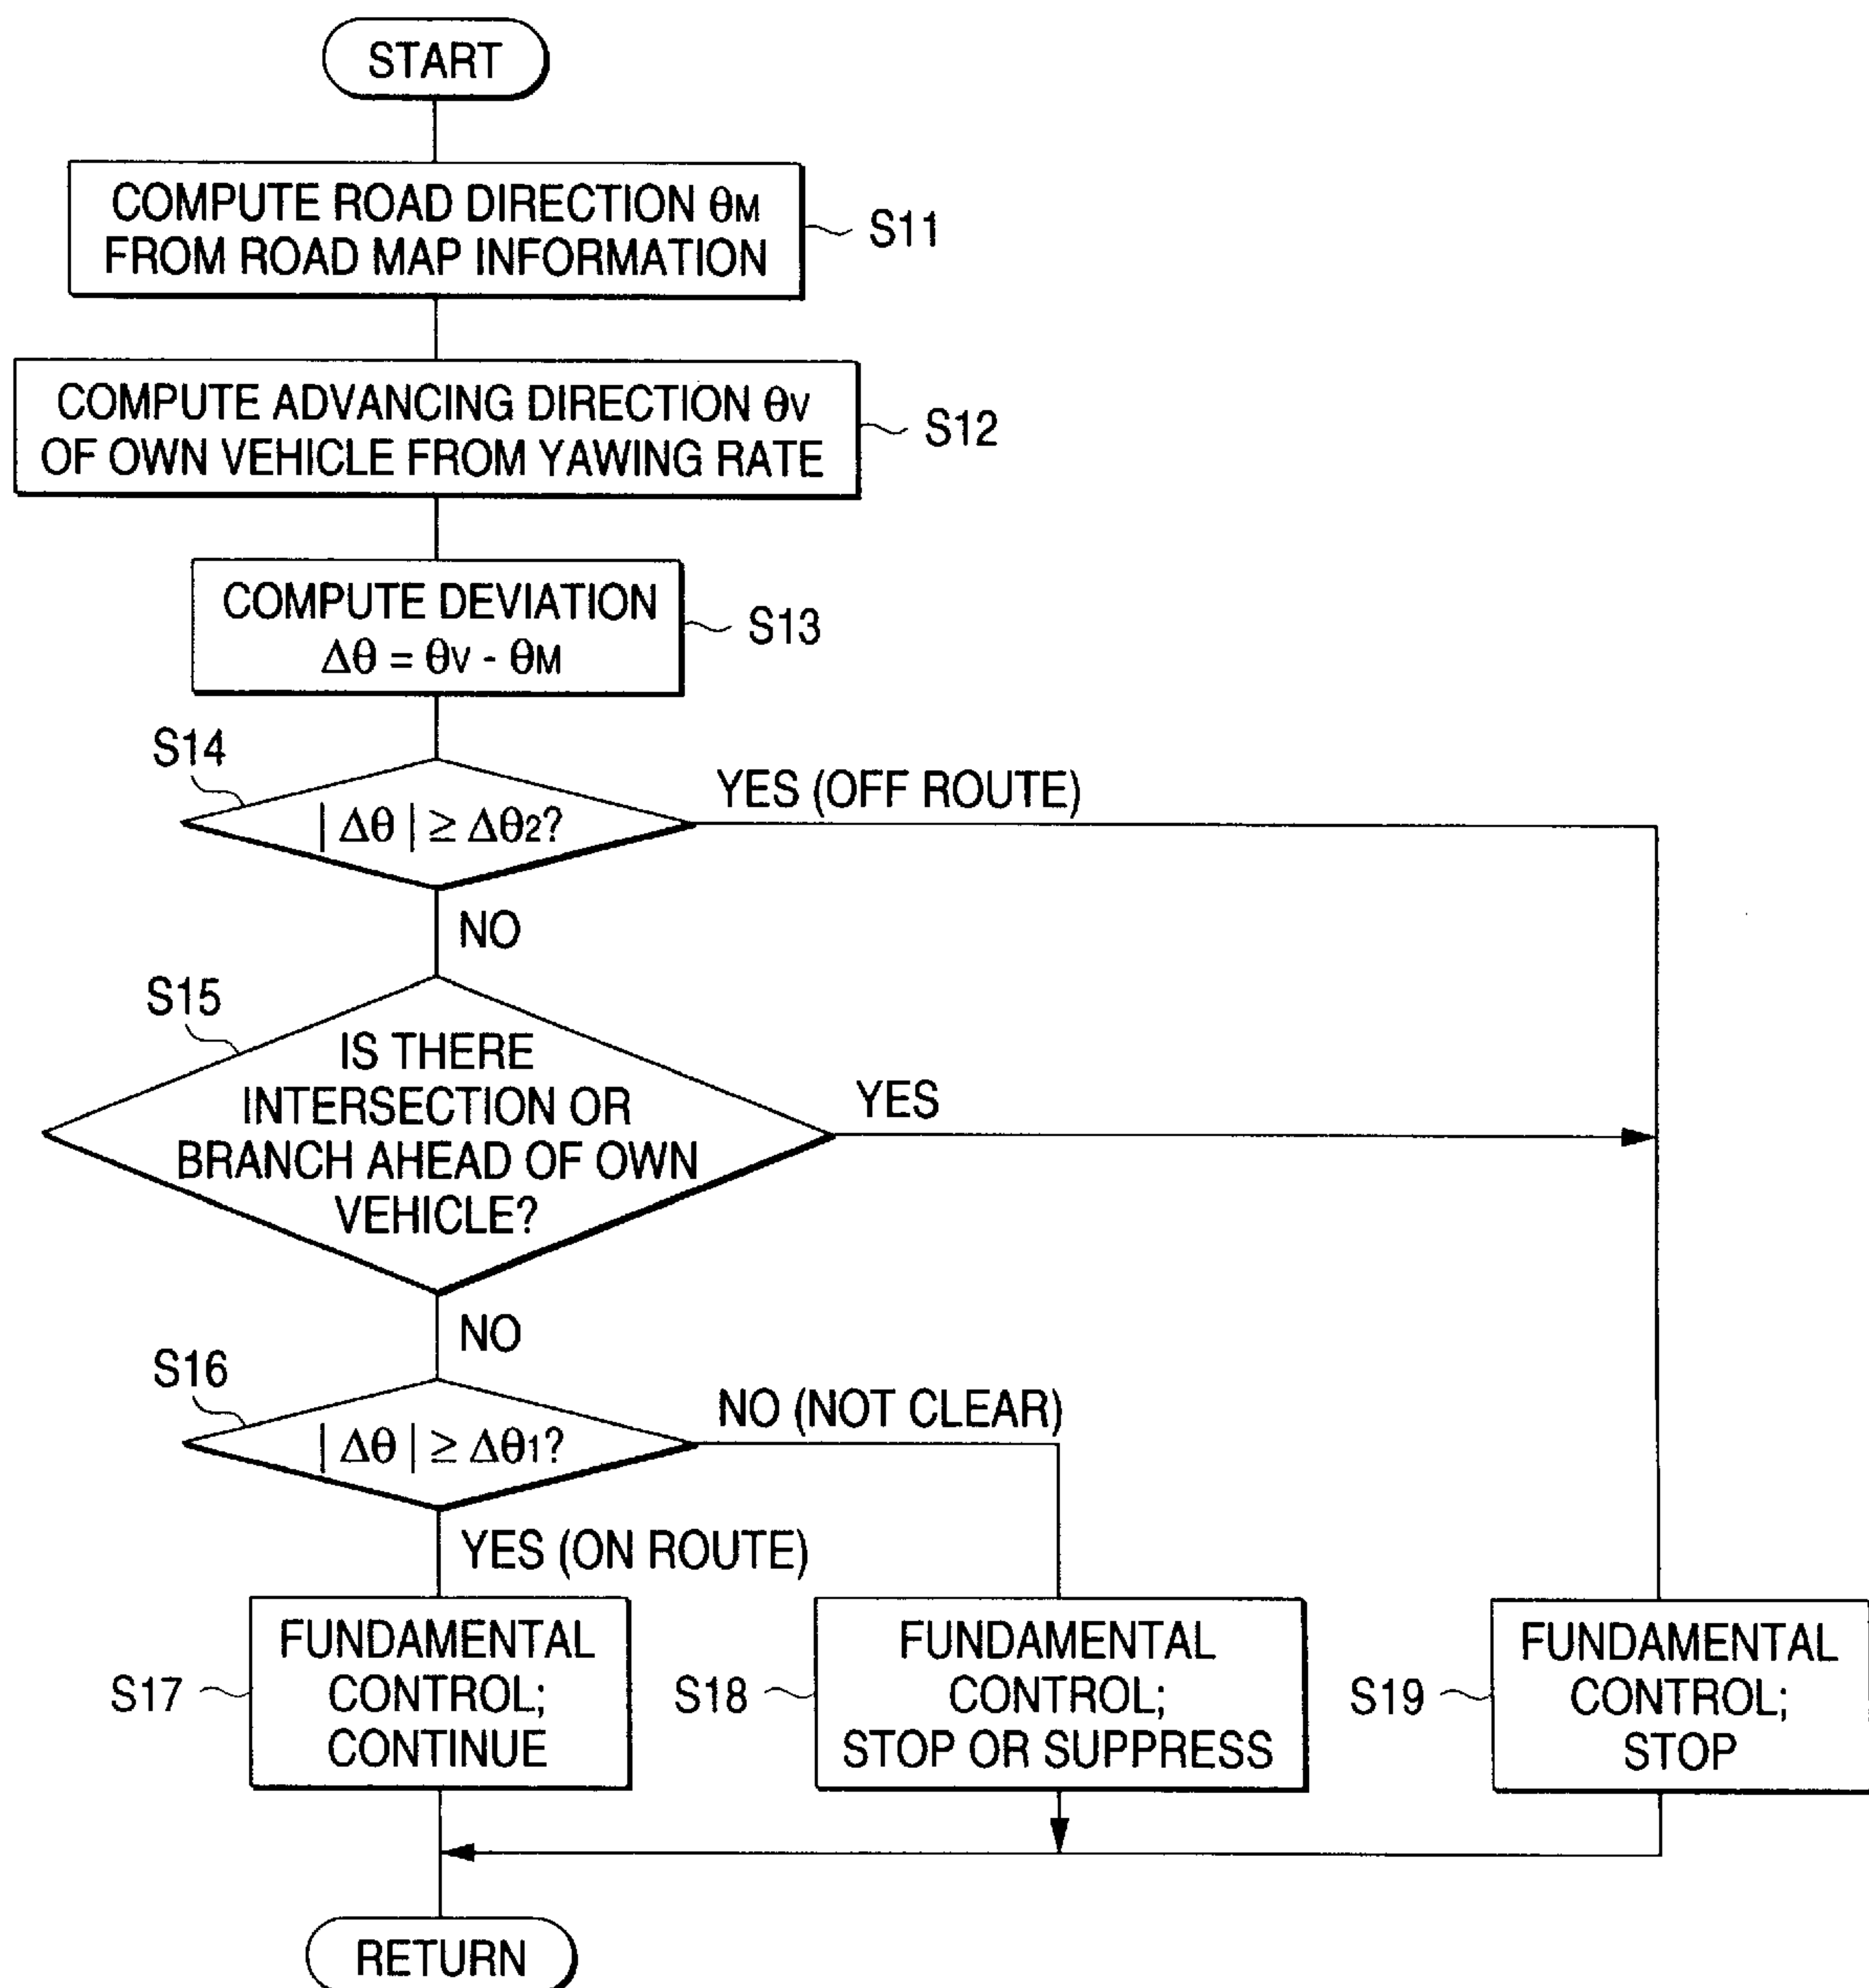 START
COMPUTE ROAD DIRECTION θM
FROM ROAD MAP INFORMATION
S11
COMPUTE ADVANCING DIRECTION θV
OF OWN VEHICLE FROM YAWING RATE
S12
COMPUTE DEVIATION
Δθ = θV - θM
S13
S14
| Δθ | ≥ Δθ2?
YES (OFF ROUTE)
NO
S15
IS THERE
INTERSECTION OR
BRANCH AHEAD OF OWN
VEHICLE?
YES
NO
S16
| Δθ | ≥ Δθ1?
NO (NOT CLEAR)
YES (ON ROUTE)
S17
FUNDAMENTAL
CONTROL;
CONTINUE
S18
FUNDAMENTAL
CONTROL;
STOP OR SUPPRESS
S19
FUNDAMENTAL
CONTROL;
STOP
RETURN